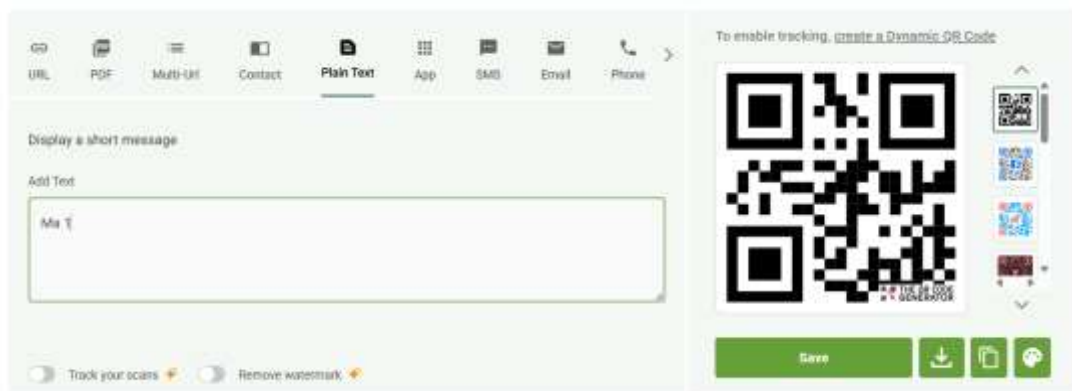 URL PDF Multi-Url Contact Plain Text App SMS Email Phone
Display a short message
Add Text
Ma 1
Track your scans Remove watermark
To enable tracking, create a Dynamic QR Code
THE QR CODE
GENERATOR
Save